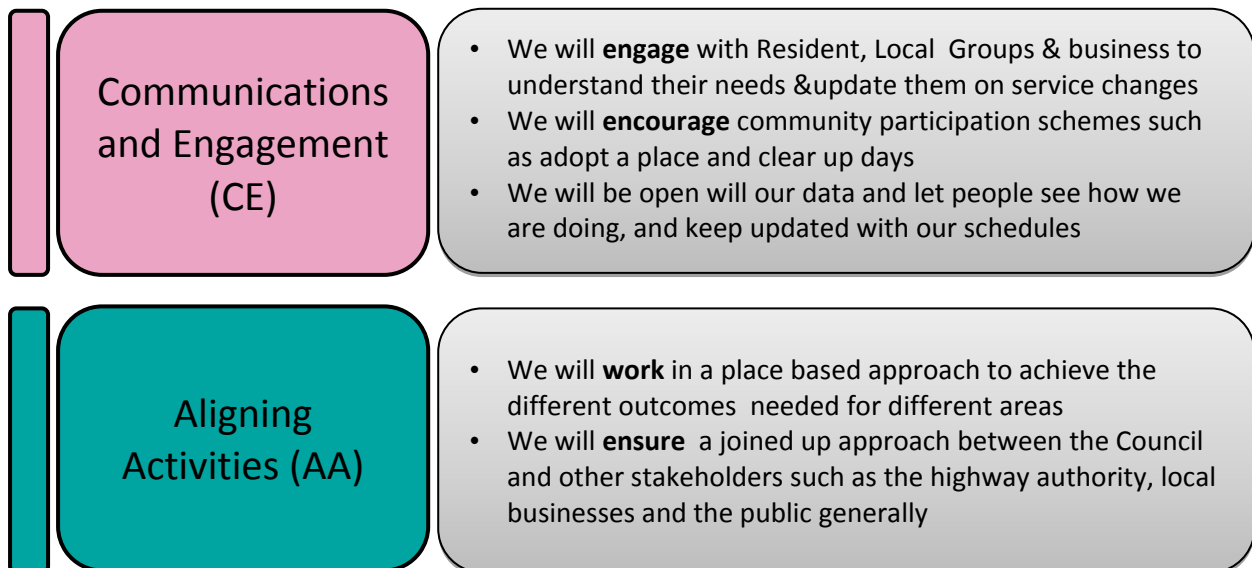 Communications
and Engagement
(CE)
• We will engage with Resident, Local  Groups & business to
understand their needs &update them on service changes
• We will encourage community participation schemes such
as adopt a place and clear up days
• We will be open will our data and let people see how we
are doing, and keep updated with our schedules
Aligning
Activities (AA)
• We will work in a place based approach to achieve the
different outcomes  needed for different areas
• We will ensure  a joined up approach between the Council
and other stakeholders such as the highway authority, local
businesses and the public generally